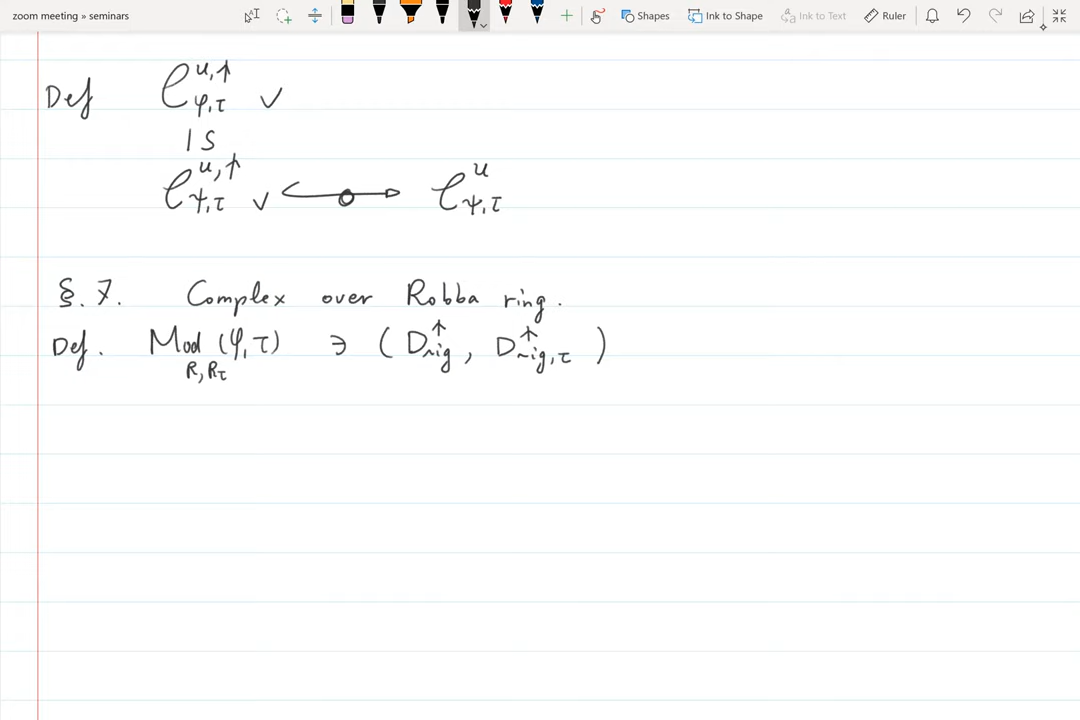 zoom meeting » seminars
Shapes Ink to Shape Ink to Text Ruler
Def 𝒞^{u,†}_{φ,τ} ✓
IS
𝒞^{u,†}_{ψ,τ} ✓ ⟵o⟶ 𝒞^{u}_{ψ,τ}
§.7. Complex over Robba ring.
Def. Mod_{R,R_τ} (φ,τ) ∋ (D^†_{rig}, D^†_{rig,τ})